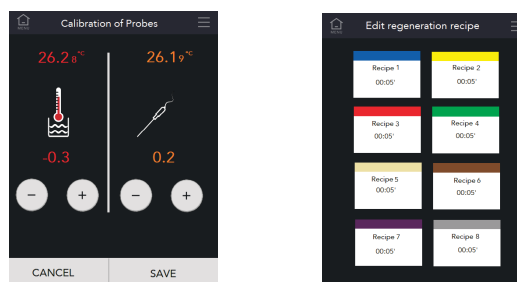 MENU
Calibration of Probes
26.28°C
26.19°C
-0.3
0.2
− + − +
CANCEL SAVE
MENU
Edit regeneration recipe
Recipe 1
00:05'
Recipe 2
00:05'
Recipe 3
00:05'
Recipe 4
00:05'
Recipe 5
00:05'
Recipe 6
00:05'
Recipe 7
00:05'
Recipe 8
00:05'